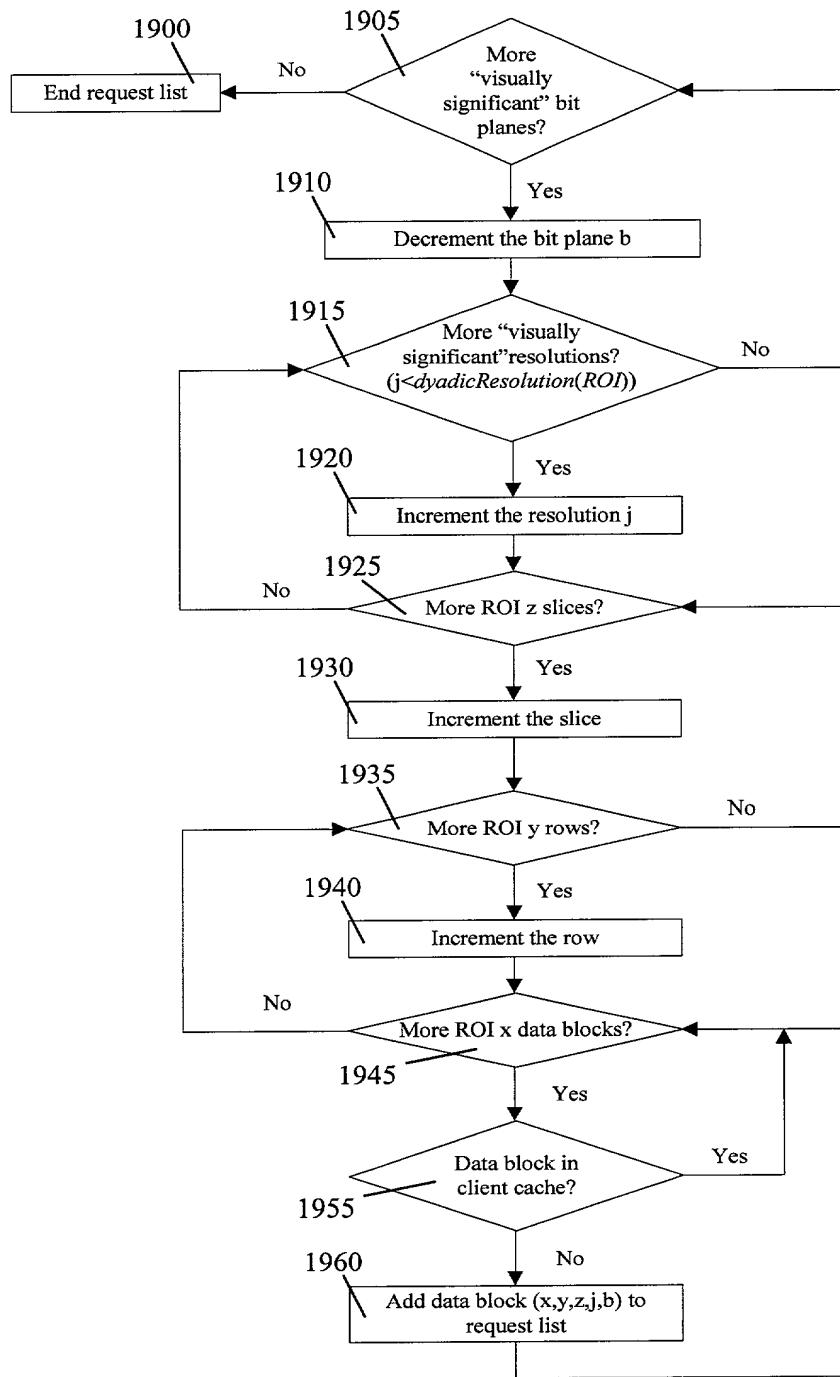 1900
1905
More
“visually
significant” bit
planes?
No
End request list
Yes
1910
Decrement the bit plane b
1915
More “visually
significant”resolutions?
(j<dyadicResolution(ROI))
No
Yes
1920
Increment the resolution j
1925
No
More ROI z slices?
Yes
1930
Increment the slice
1935
More ROI y rows?
No
Yes
1940
Increment the row
No
More ROI x data blocks?
1945
Yes
Data block in
client cache?
Yes
1955
No
1960
Add data block (x,y,z,j,b) to
request list